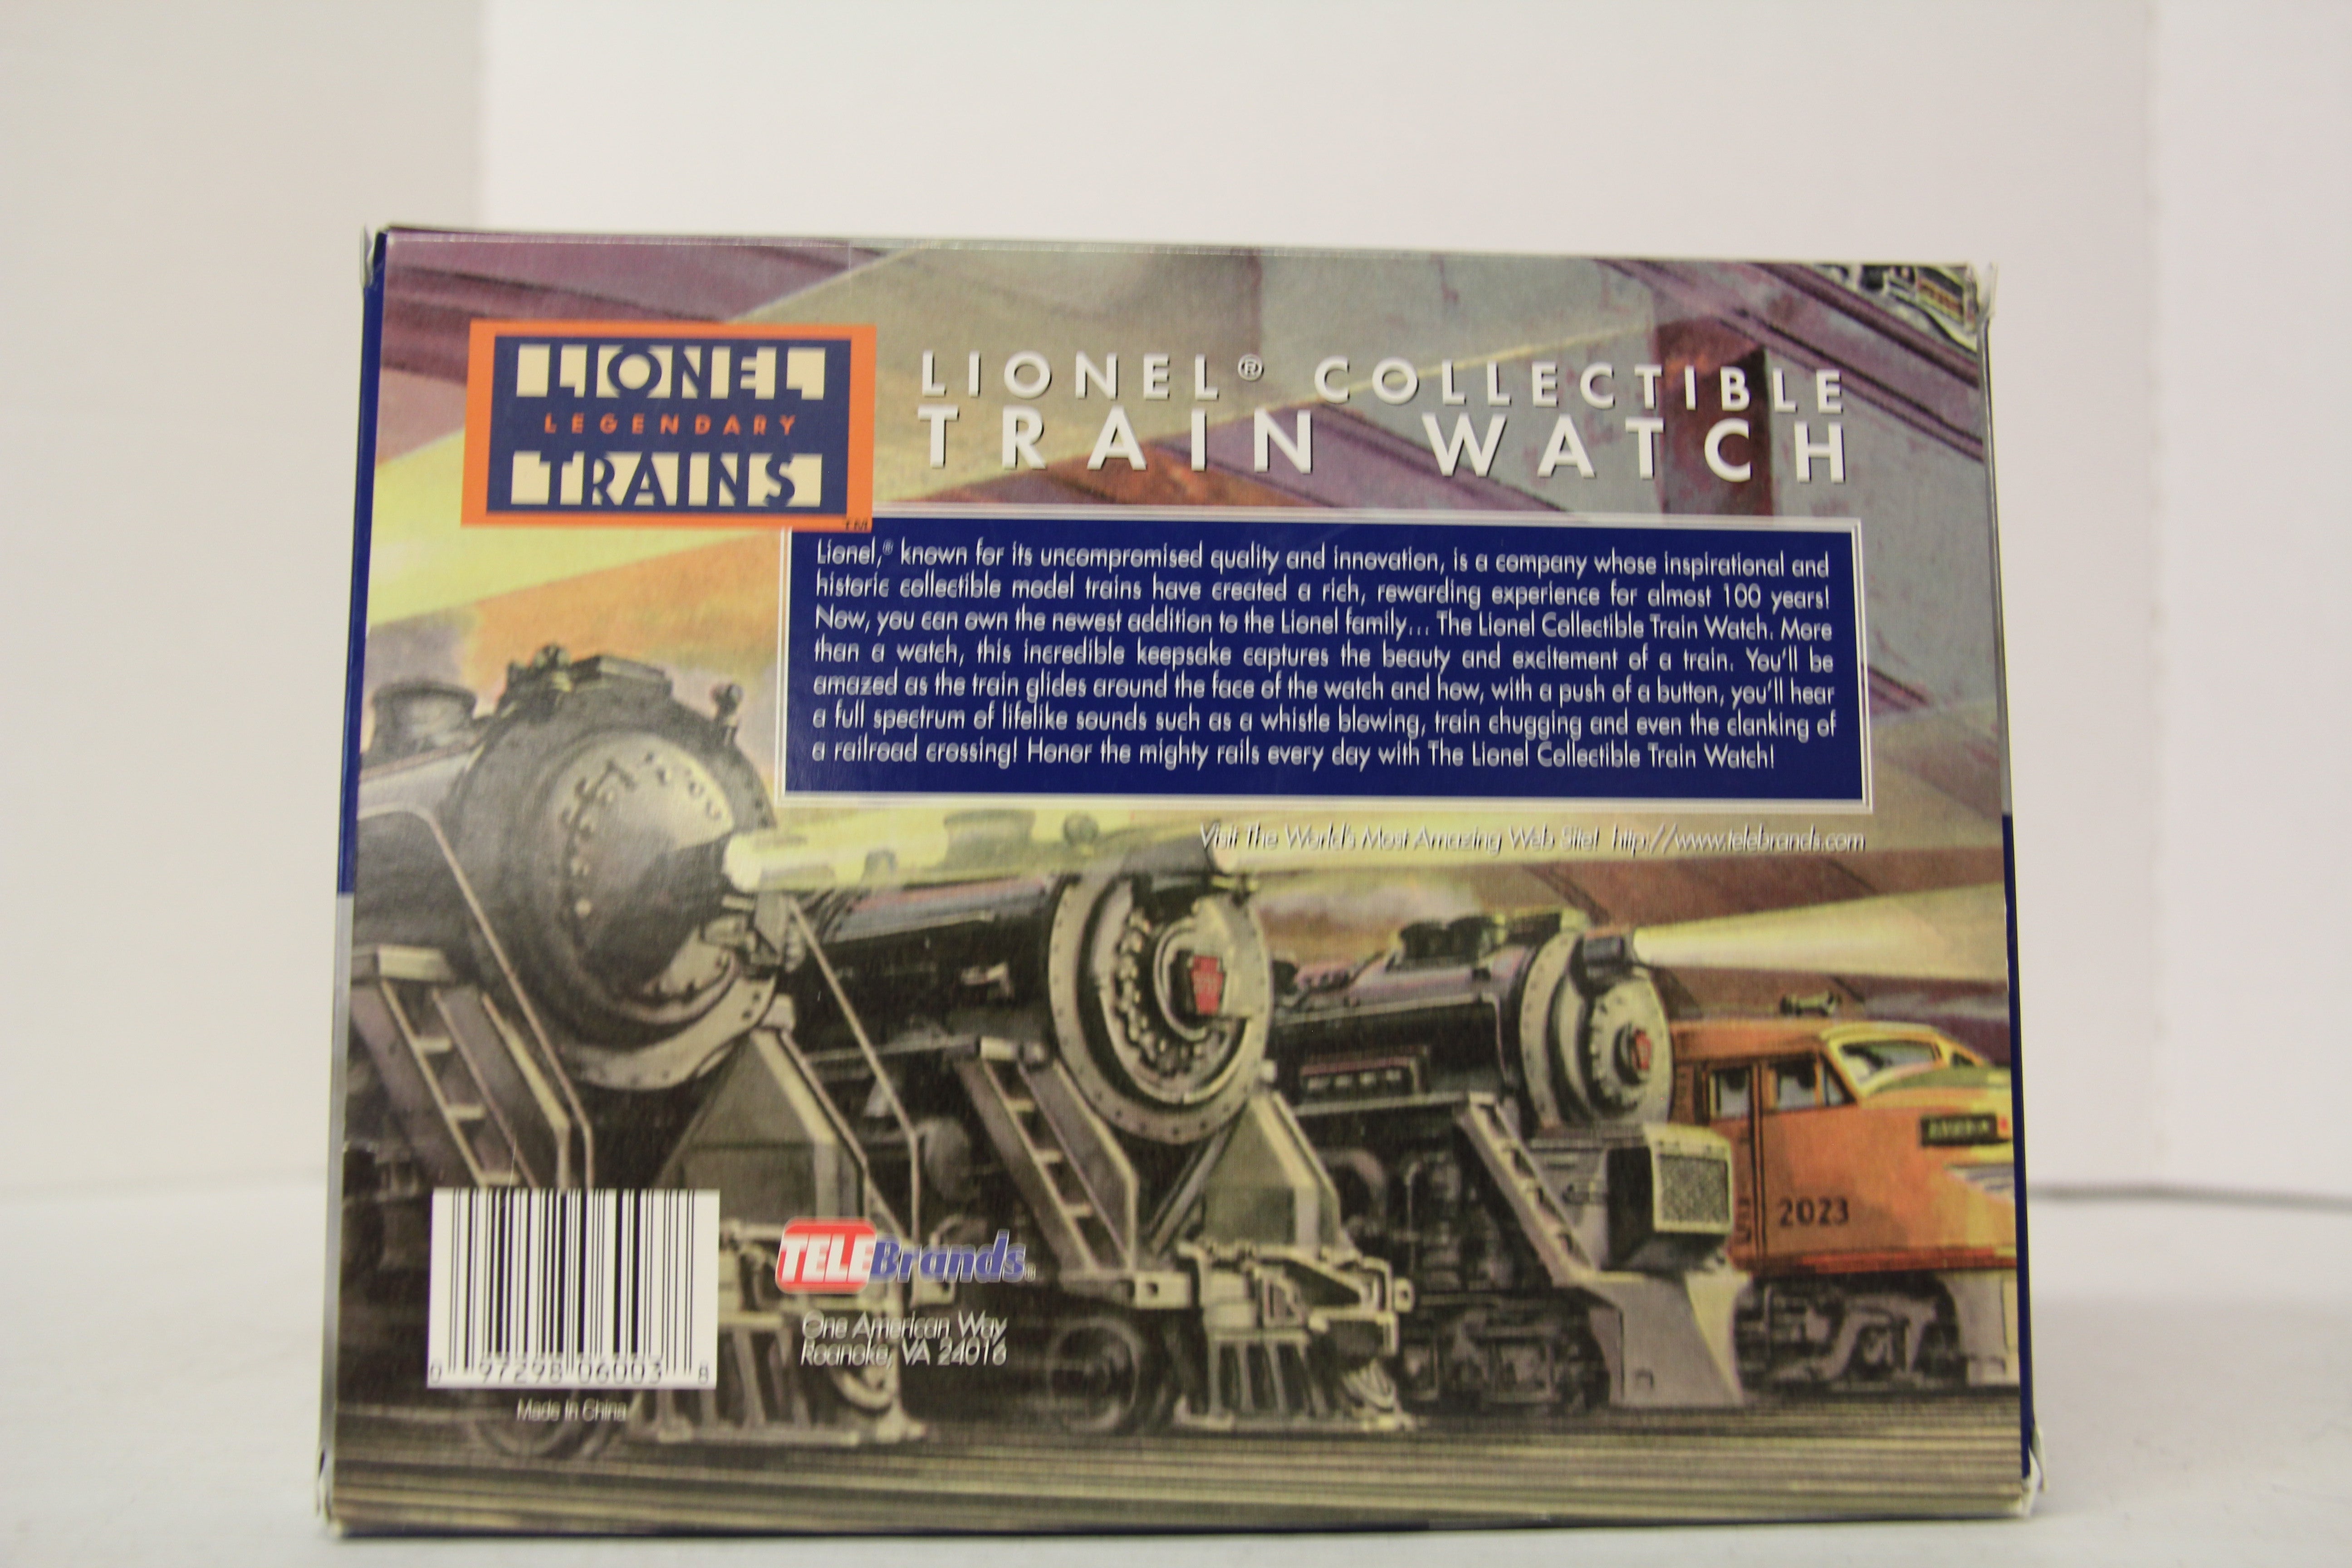 LIONEL
LEGENDARY
TRAINS
TM
LIONEL® COLLECTIBLE
TRAIN WATCH
Lionel,® known for its uncompromised quality and innovation, is a company whose inspirational and
historic collectible model trains have created a rich, rewarding experience for almost 100 years!
Now, you can own the newest addition to the Lionel family... The Lionel Collectible Train Watch. More
than a watch, this incredible keepsake captures the beauty and excitement of a train. You'll be
amazed as the train glides around the face of the watch and how, with a push of a button, you'll hear
a full spectrum of lifelike sounds such as a whistle blowing, train chugging and even the clanking of
a railroad crossing! Honor the mighty rails every day with The Lionel Collectible Train Watch!
Visit The World's Most Amazing Web Site! http://www.telebrands.com
2023
TELEBrands®
One American Way
Roanoke, VA 24016
0 97298 06003 8
Made In China